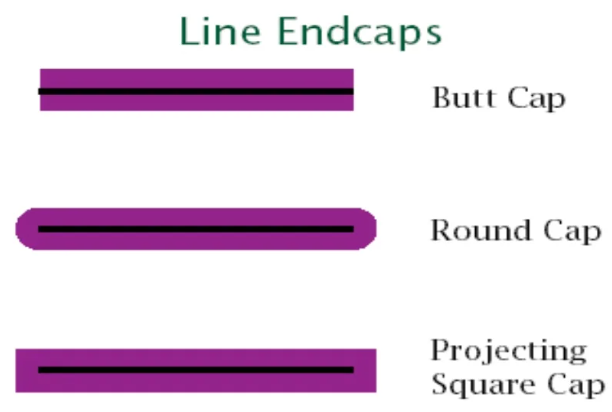 Line Endcaps
Butt Cap
Round Cap
Projecting
Square Cap